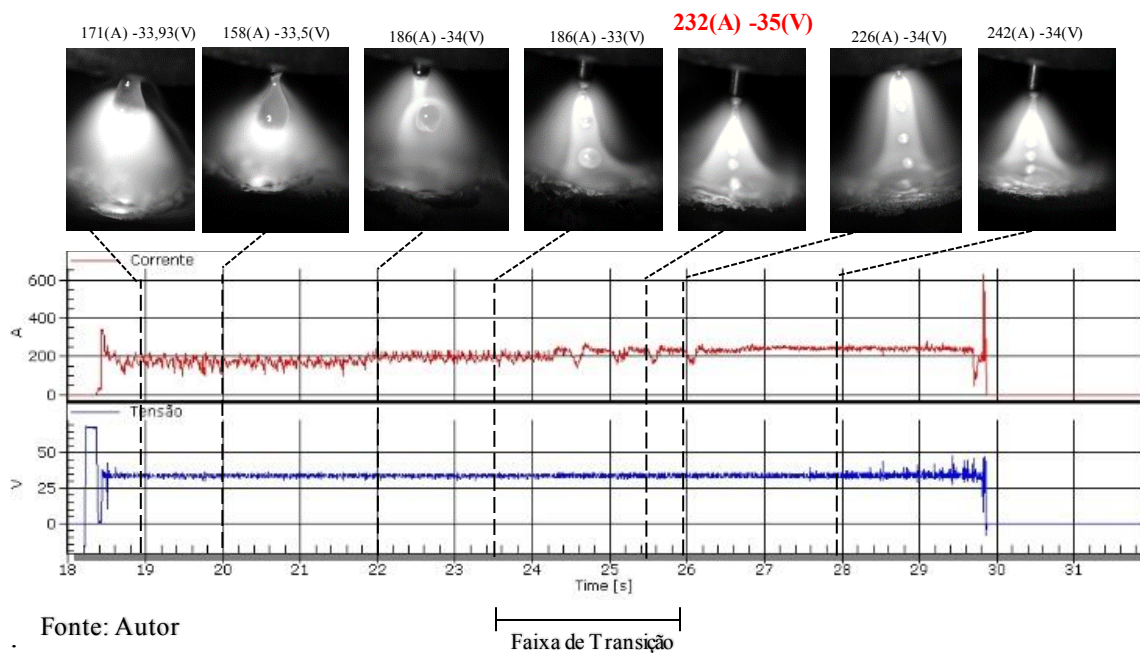 171(A) -33,93(V)
158(A) -33,5(V)
186(A) -34(V)
186(A) -33(V)
232(A) -35(V)
226(A) -34(V)
242(A) -34(V)
Corrente
600
400
200
0
A
Tensão
50
25
0
V
18 19 20 21 22 23 24 25 26 27 28 29 30 31
Time [s]
Fonte: Autor
Faixa de Transição